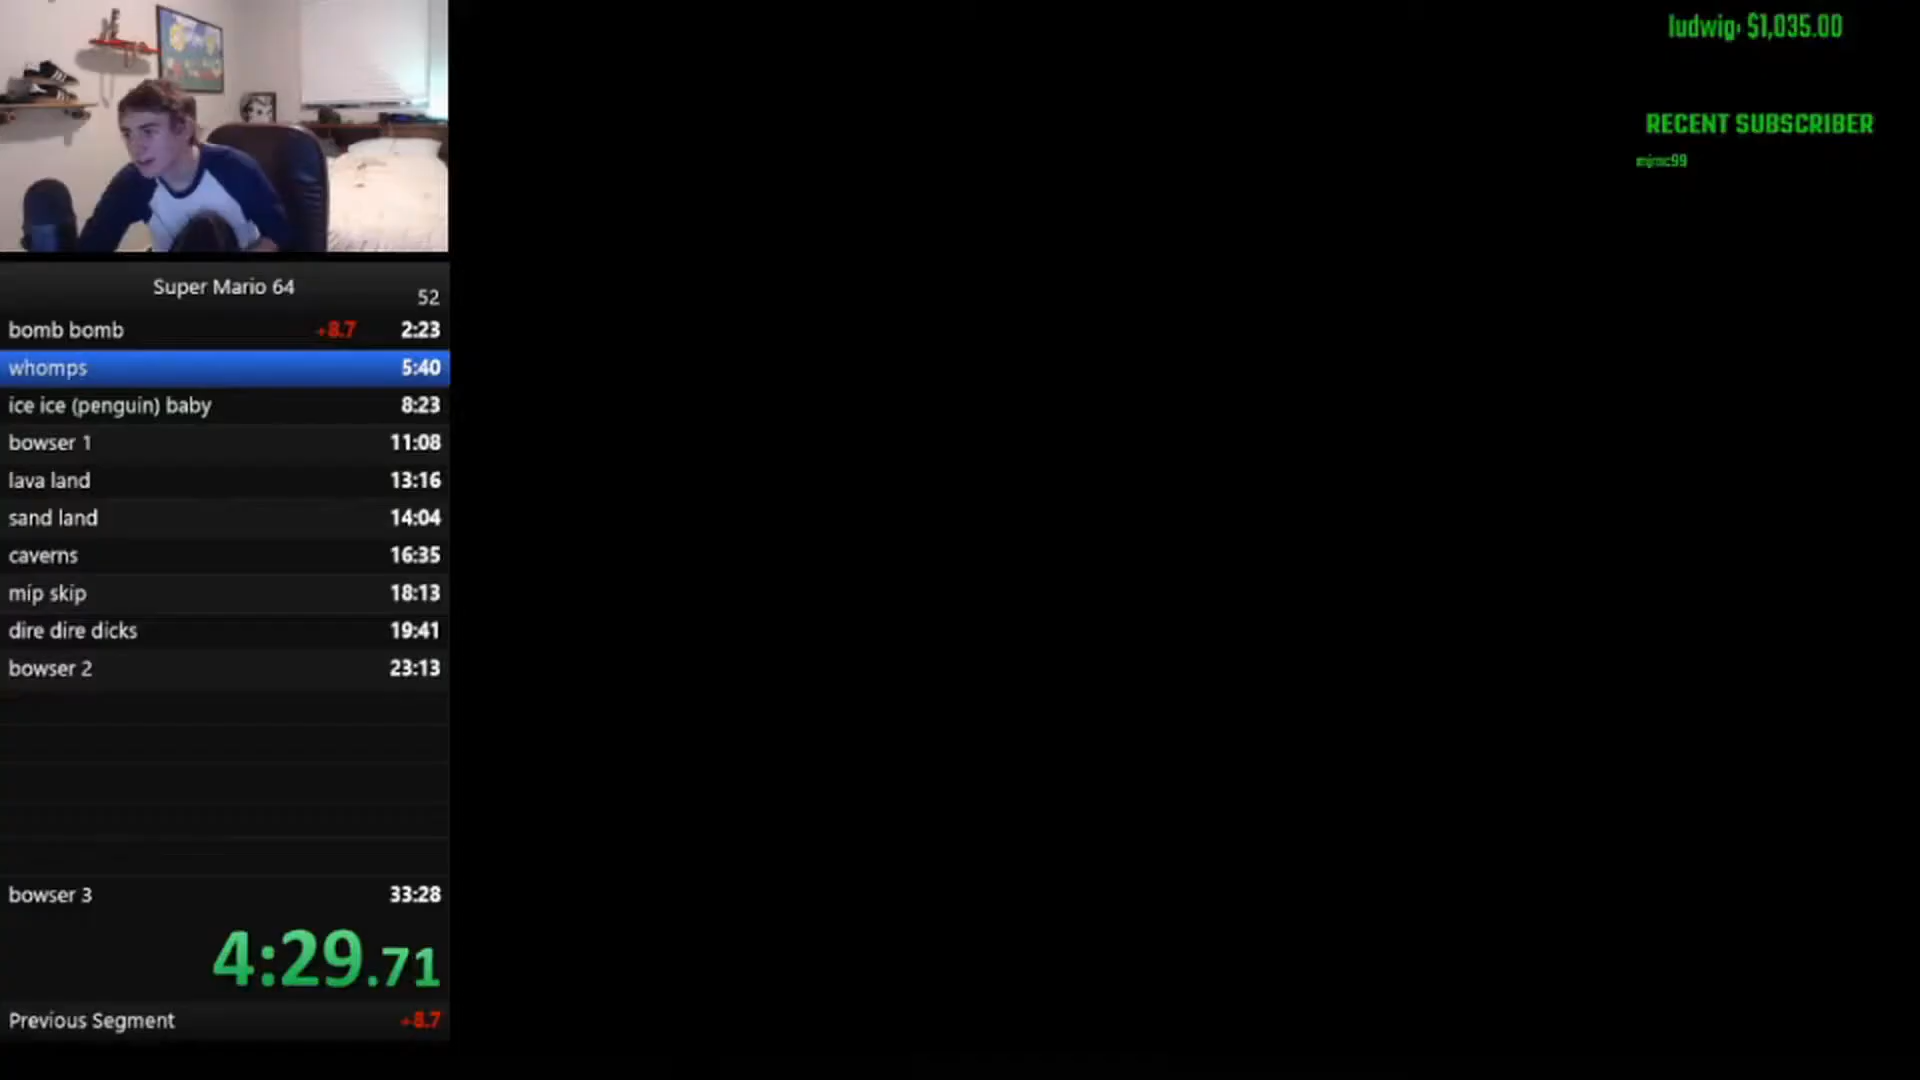 ludwig: $1,035.00
RECENT SUBSCRIBER
mjmc99
Super Mario 64
52
bomb bomb +8.7 2:23
whomps 5:40
ice ice (penguin) baby 8:23
bowser 1 11:08
lava land 13:16
sand land 14:04
caverns 16:35
mip skip 18:13
dire dire dicks 19:41
bowser 2 23:13
bowser 3 33:28
4:29.71
Previous Segment +8.7